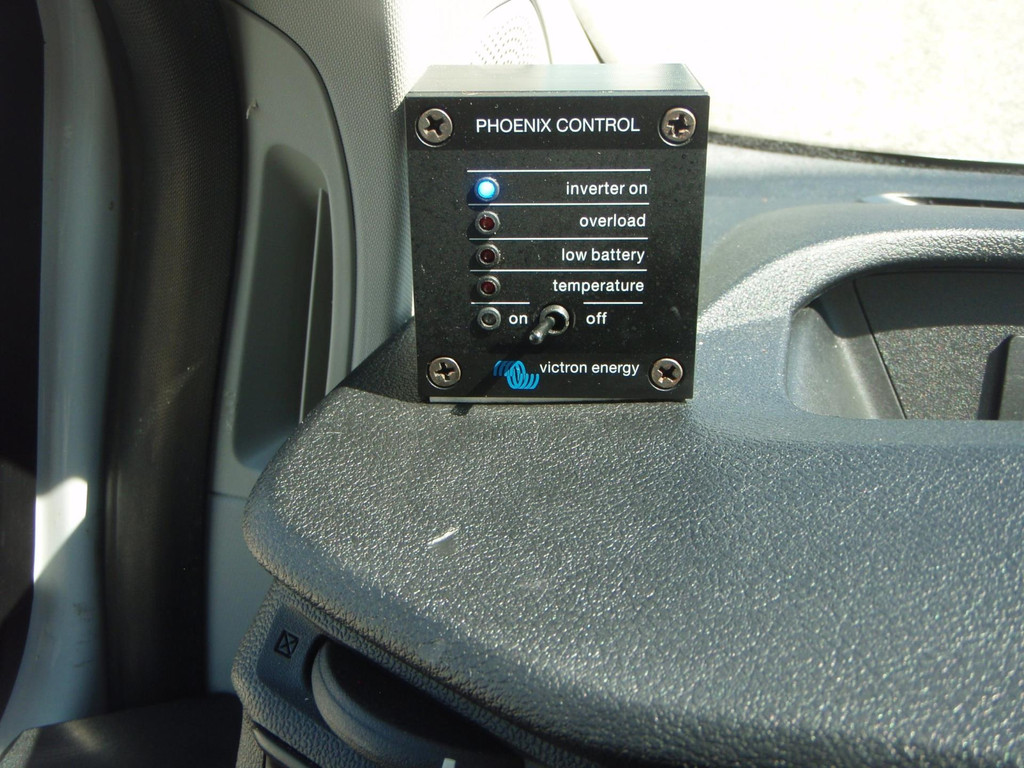 PHOENIX CONTROL
inverter on
overload
low battery
temperature
on off
victron energy